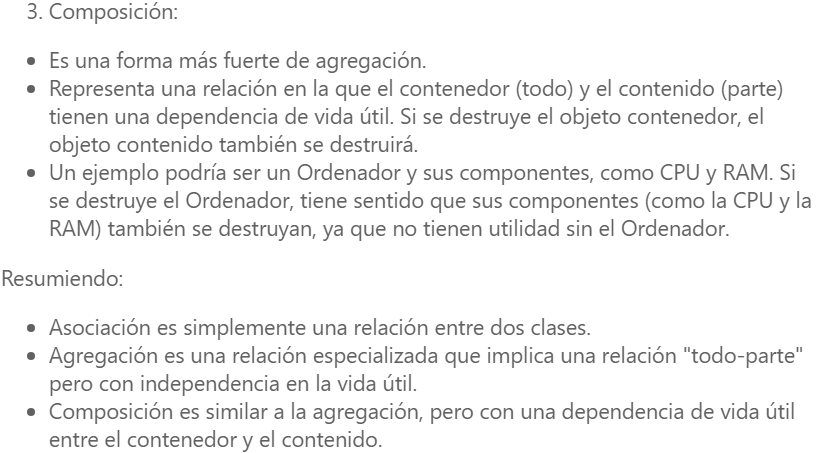 3. Composición:
• Es una forma más fuerte de agregación.
• Representa una relación en la que el contenedor (todo) y el contenido (parte)
tienen una dependencia de vida útil. Si se destruye el objeto contenedor, el
objeto contenido también se destruirá.
• Un ejemplo podría ser un Ordenador y sus componentes, como CPU y RAM. Si
se destruye el Ordenador, tiene sentido que sus componentes (como la CPU y la
RAM) también se destruyan, ya que no tienen utilidad sin el Ordenador.
Resumiendo:
• Asociación es simplemente una relación entre dos clases.
• Agregación es una relación especializada que implica una relación "todo-parte"
pero con independencia en la vida útil.
• Composición es similar a la agregación, pero con una dependencia de vida útil
entre el contenedor y el contenido.